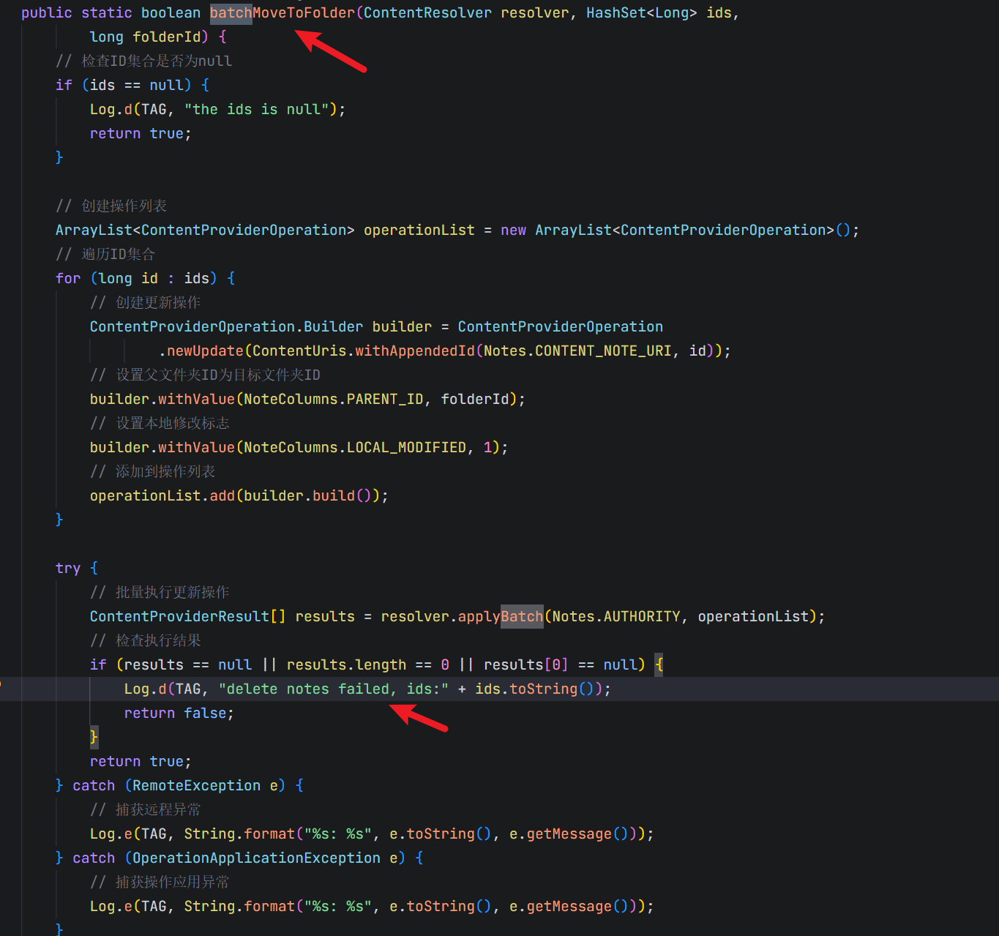 public static boolean batchMoveToFolder(ContentResolver resolver, HashSet<Long> ids,
        long folderId) {
    // 检查ID集合是否为null
    if (ids == null) {
        Log.d(TAG, "the ids is null");
        return true;
    }

    // 创建操作列表
    ArrayList<ContentProviderOperation> operationList = new ArrayList<ContentProviderOperation>();
    // 遍历ID集合
    for (long id : ids) {
        // 创建更新操作
        ContentProviderOperation.Builder builder = ContentProviderOperation
                .newUpdate(ContentUris.withAppendedId(Notes.CONTENT_NOTE_URI, id));
        // 设置父文件夹ID为目标文件夹ID
        builder.withValue(NoteColumns.PARENT_ID, folderId);
        // 设置本地修改标志
        builder.withValue(NoteColumns.LOCAL_MODIFIED, 1);
        // 添加到操作列表
        operationList.add(builder.build());
    }

    try {
        // 批量执行更新操作
        ContentProviderResult[] results = resolver.applyBatch(Notes.AUTHORITY, operationList);
        // 检查执行结果
        if (results == null || results.length == 0 || results[0] == null) {
            Log.d(TAG, "delete notes failed, ids:" + ids.toString());
            return false;
        }
        return true;
    } catch (RemoteException e) {
        // 捕获远程异常
        Log.e(TAG, String.format("%s: %s", e.toString(), e.getMessage()));
    } catch (OperationApplicationException e) {
        // 捕获操作应用异常
        Log.e(TAG, String.format("%s: %s", e.toString(), e.getMessage()));
    }